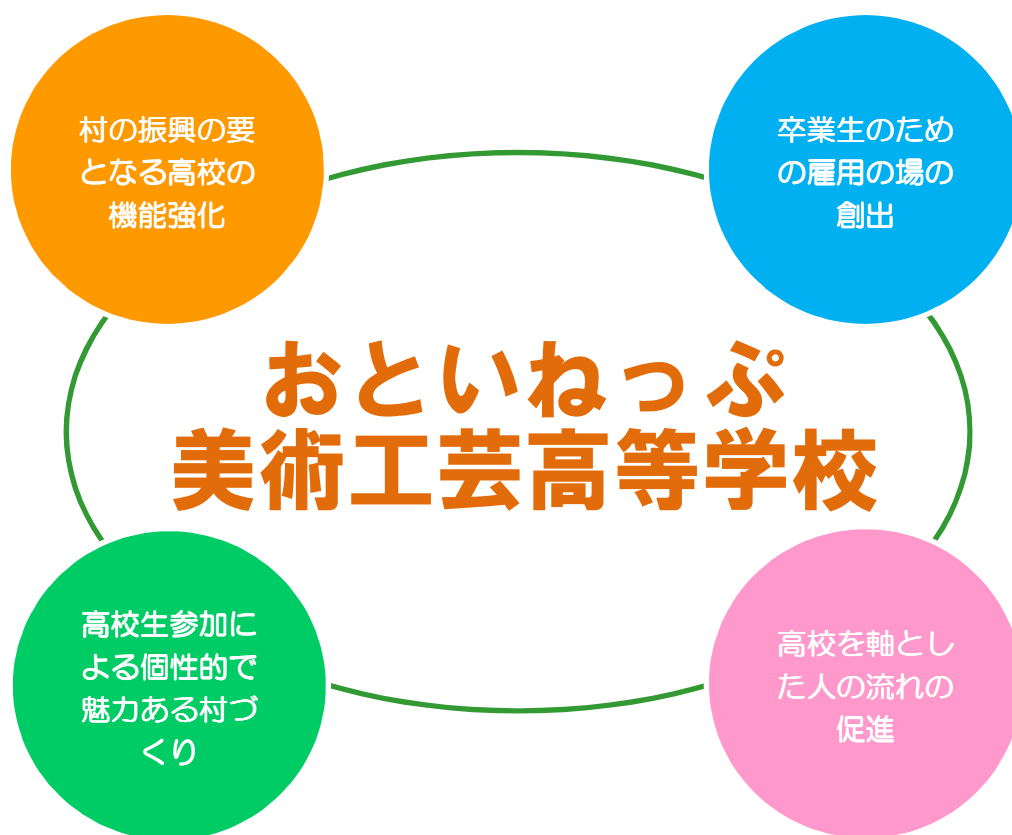 村の振興の要
となる高校の
機能強化
卒業生のため
の雇用の場の
創出
おといねっぷ
美術工芸高等学校
高校生参加に
よる個性的で
魅力ある村づ
くり
高校を軸とし
た人の流れの
促進